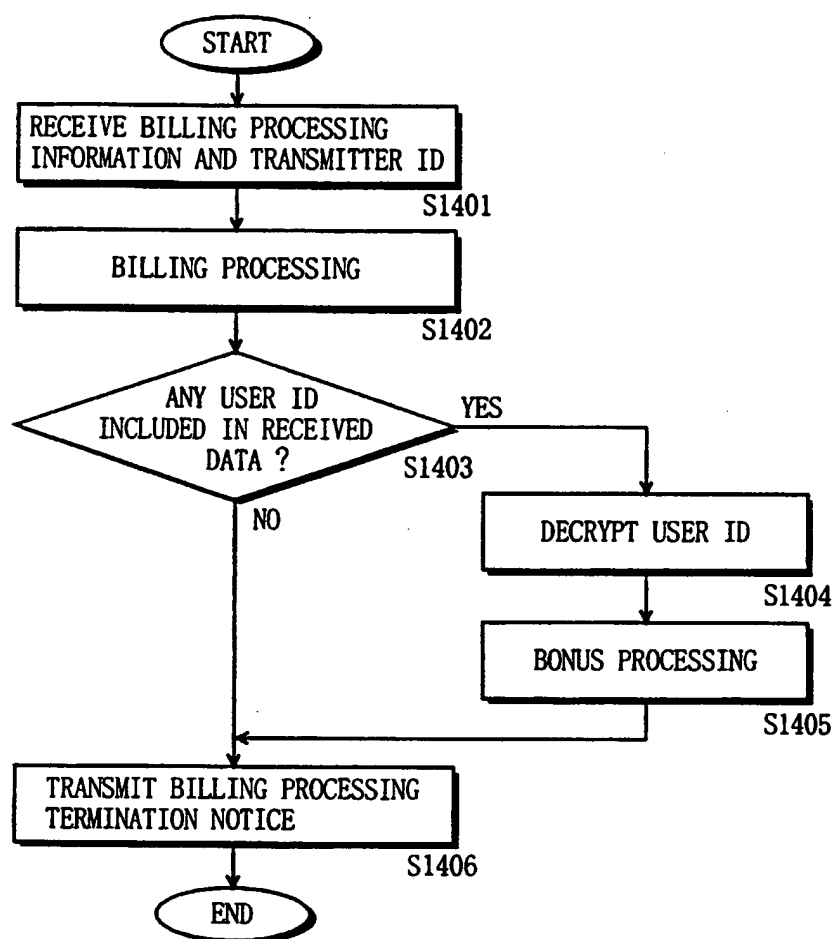 START
RECEIVE BILLING PROCESSING
INFORMATION AND TRANSMITTER ID
S1401
BILLING PROCESSING
S1402
ANY USER ID
INCLUDED IN RECEIVED
DATA ?
S1403
YES
NO
DECRYPT USER ID
S1404
BONUS PROCESSING
S1405
TRANSMIT BILLING PROCESSING
TERMINATION NOTICE
S1406
END